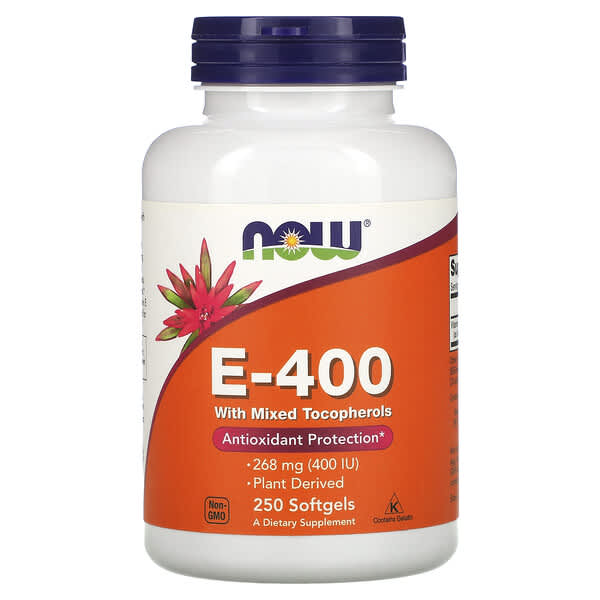 NOW®
E-400
With Mixed Tocopherols
Antioxidant Protection*
• 268 mg (400 IU)
• Plant Derived
250 Softgels
A Dietary Supplement
Non-
GMO
K
Contains Gelatin